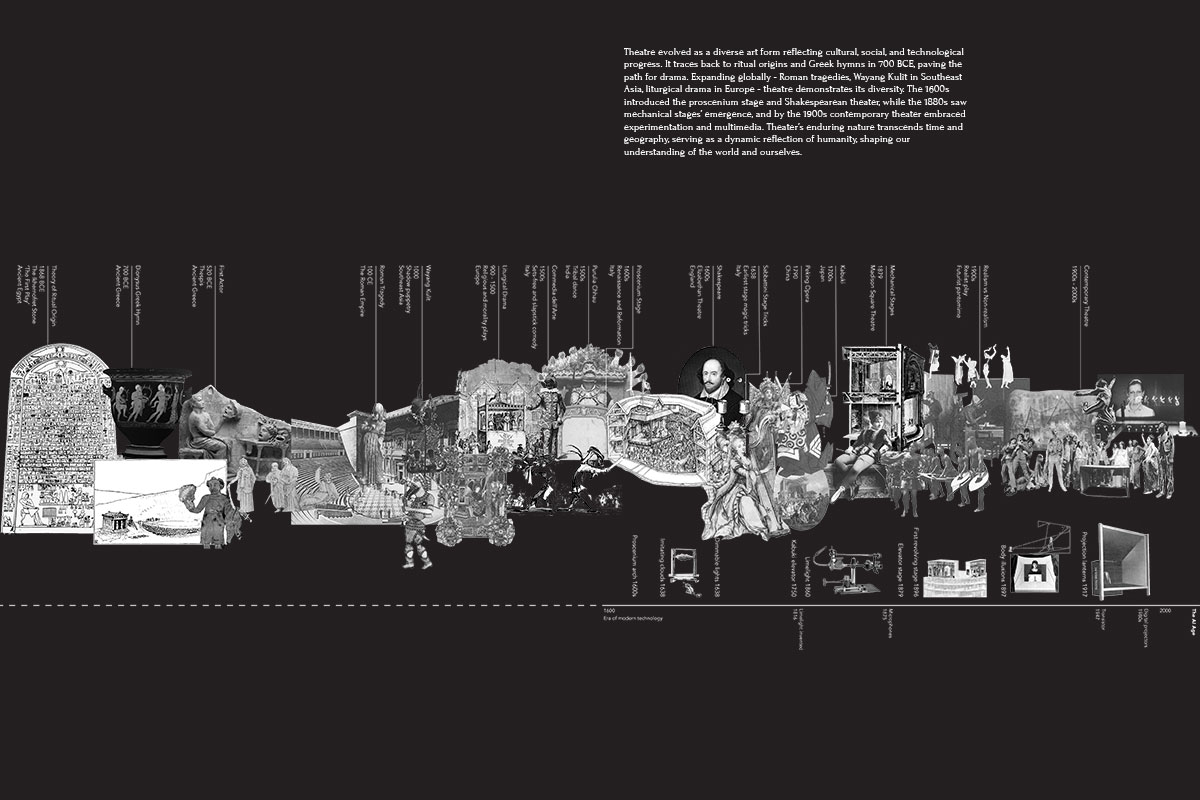 Theatre evolved as a diverse art form reflecting cultural, social, and technological
progress. It traces back to ritual origins and Greek hymns in 700 BCE, paving the
path for drama. Expanding globally - Roman tragedies, Wayang Kulit in Southeast
Asia, liturgical drama in Europe - theatre demonstrates its diversity. The 1600s
introduced the proscenium stage and Shakespearean theater, while the 1880s saw
mechanical stages' emergence, and by the 1900s contemporary theater embraced
experimentation and multimedia. Theater's enduring nature transcends time and
geography, serving as a dynamic reflection of humanity, shaping our
understanding of the world and ourselves.
Theory of Ritual Origin
1868 BCE
The Ikhernofret Stone
'The First Play'
Ancient Egypt
Dionysus Greek Hymn
700 BCE
Ancient Greece
First Actor
520 BCE
Thespis
Ancient Greece
Roman Tragedy
100 CE
The Roman Empire
Wayang Kulit
1000
Shadow puppetry
Southeast Asia
Liturgical Drama
900 - 1500
Religious and morality plays
Europe
Commedia dell'Arte
1500s
Satirical and slapstick comedy
Italy
Purulia Chhau
1500s
Tribal dance
India
Proscenium Stage
1600s
Renaissance and Reformation
Italy
Shakespeare
1600s
Elizabethan Theatre
England
Sabbattini Stage Tricks
1638
Earliest stage magic tricks
Italy
Peking Opera
1790
China
Kabuki
1700s
Japan
Mechanical Stages
1879
Madison Square Theatre
Realism vs Non-realism
1900s
Realist play
Futurist pantomime
Contemporary Theatre
1950s - 2000s
Proscenium arch 1600s
Imitating clouds 1638
Dimmable lights 1638
Kabuki elevator 1750
Limelight 1860
Elevator stage 1879
First revolving stage 1896
Body illusions 1897
Projection lanterns 1917
1600
Era of modern technology
Limelight invented
1816
Microphones
1875
Transistor
1947
Digital projectors
1980s
2000
The AI Age